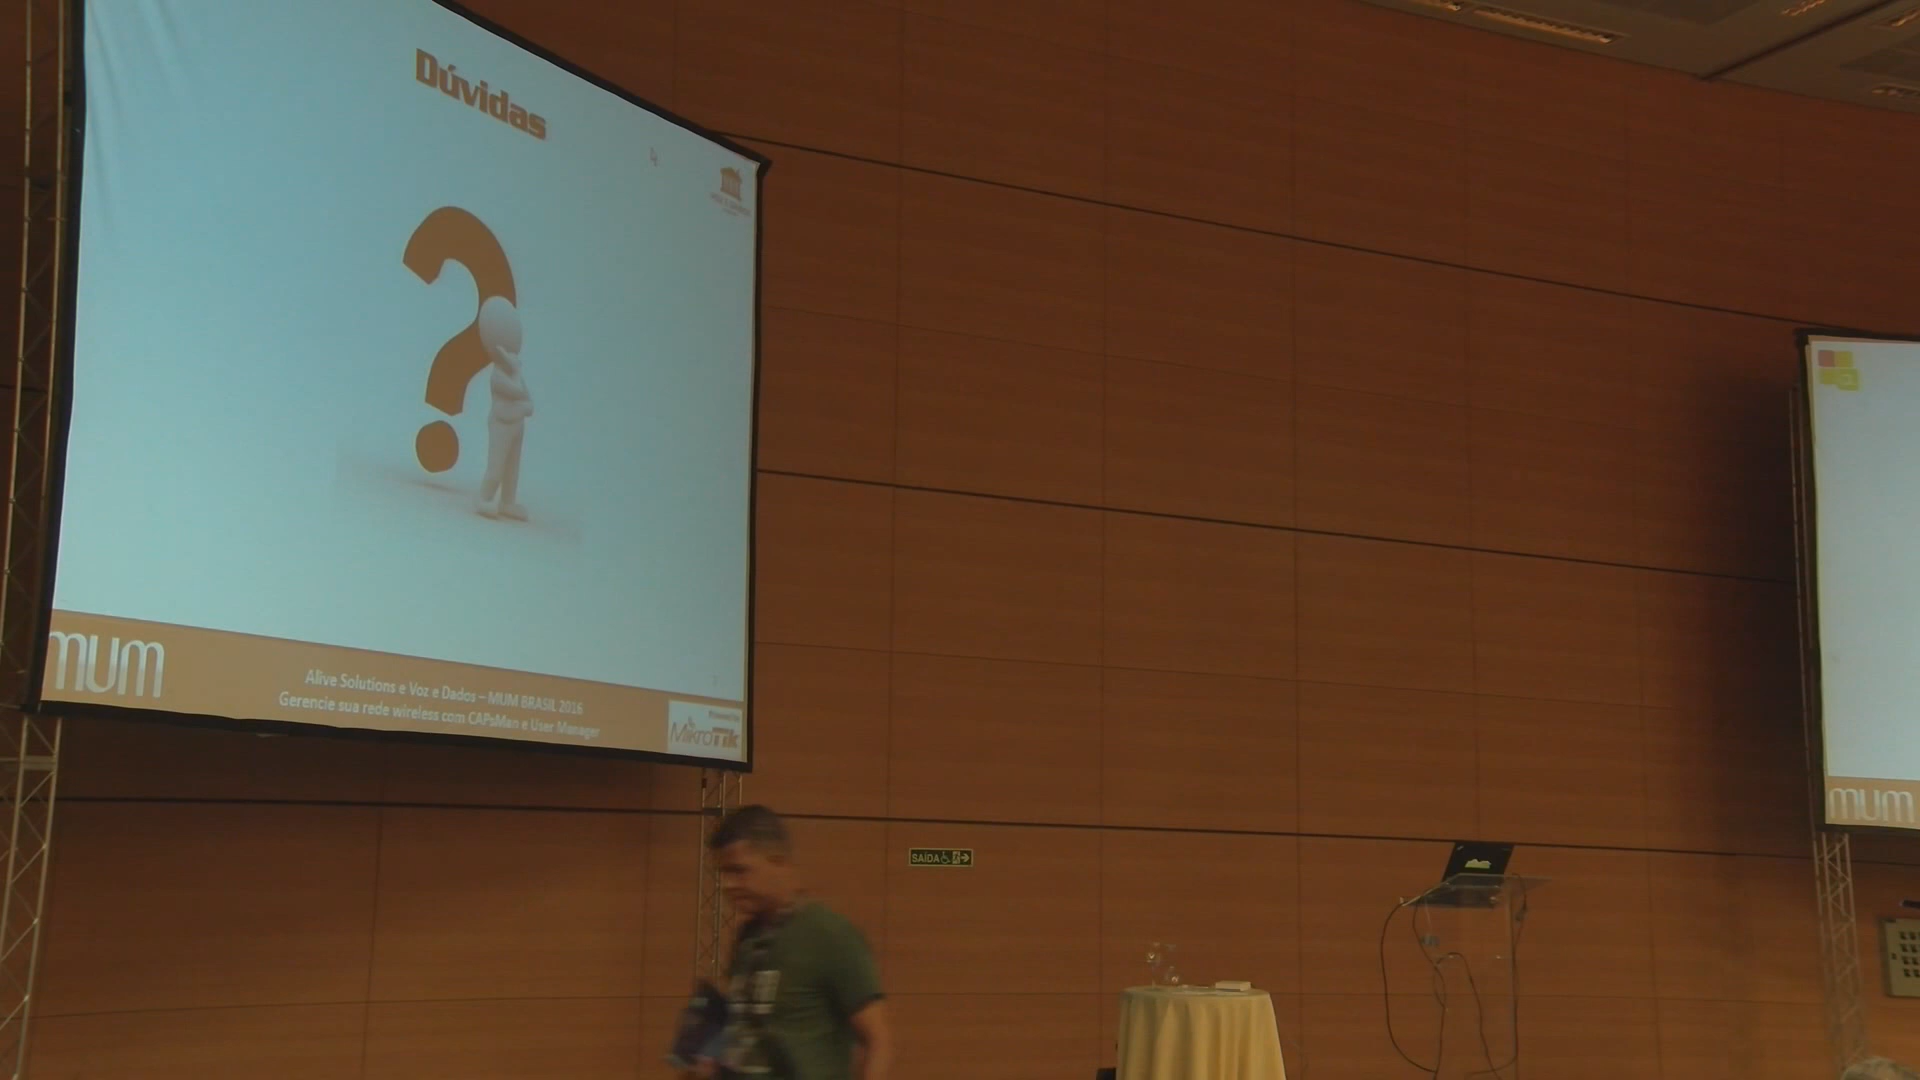 Dúvidas
mum
Alive Solutions e Voz e Dados – MUM BRASIL 2016
Gerencie sua rede wireless com CAPsMan e User Manager
MikroTik
SAÍDA
mum